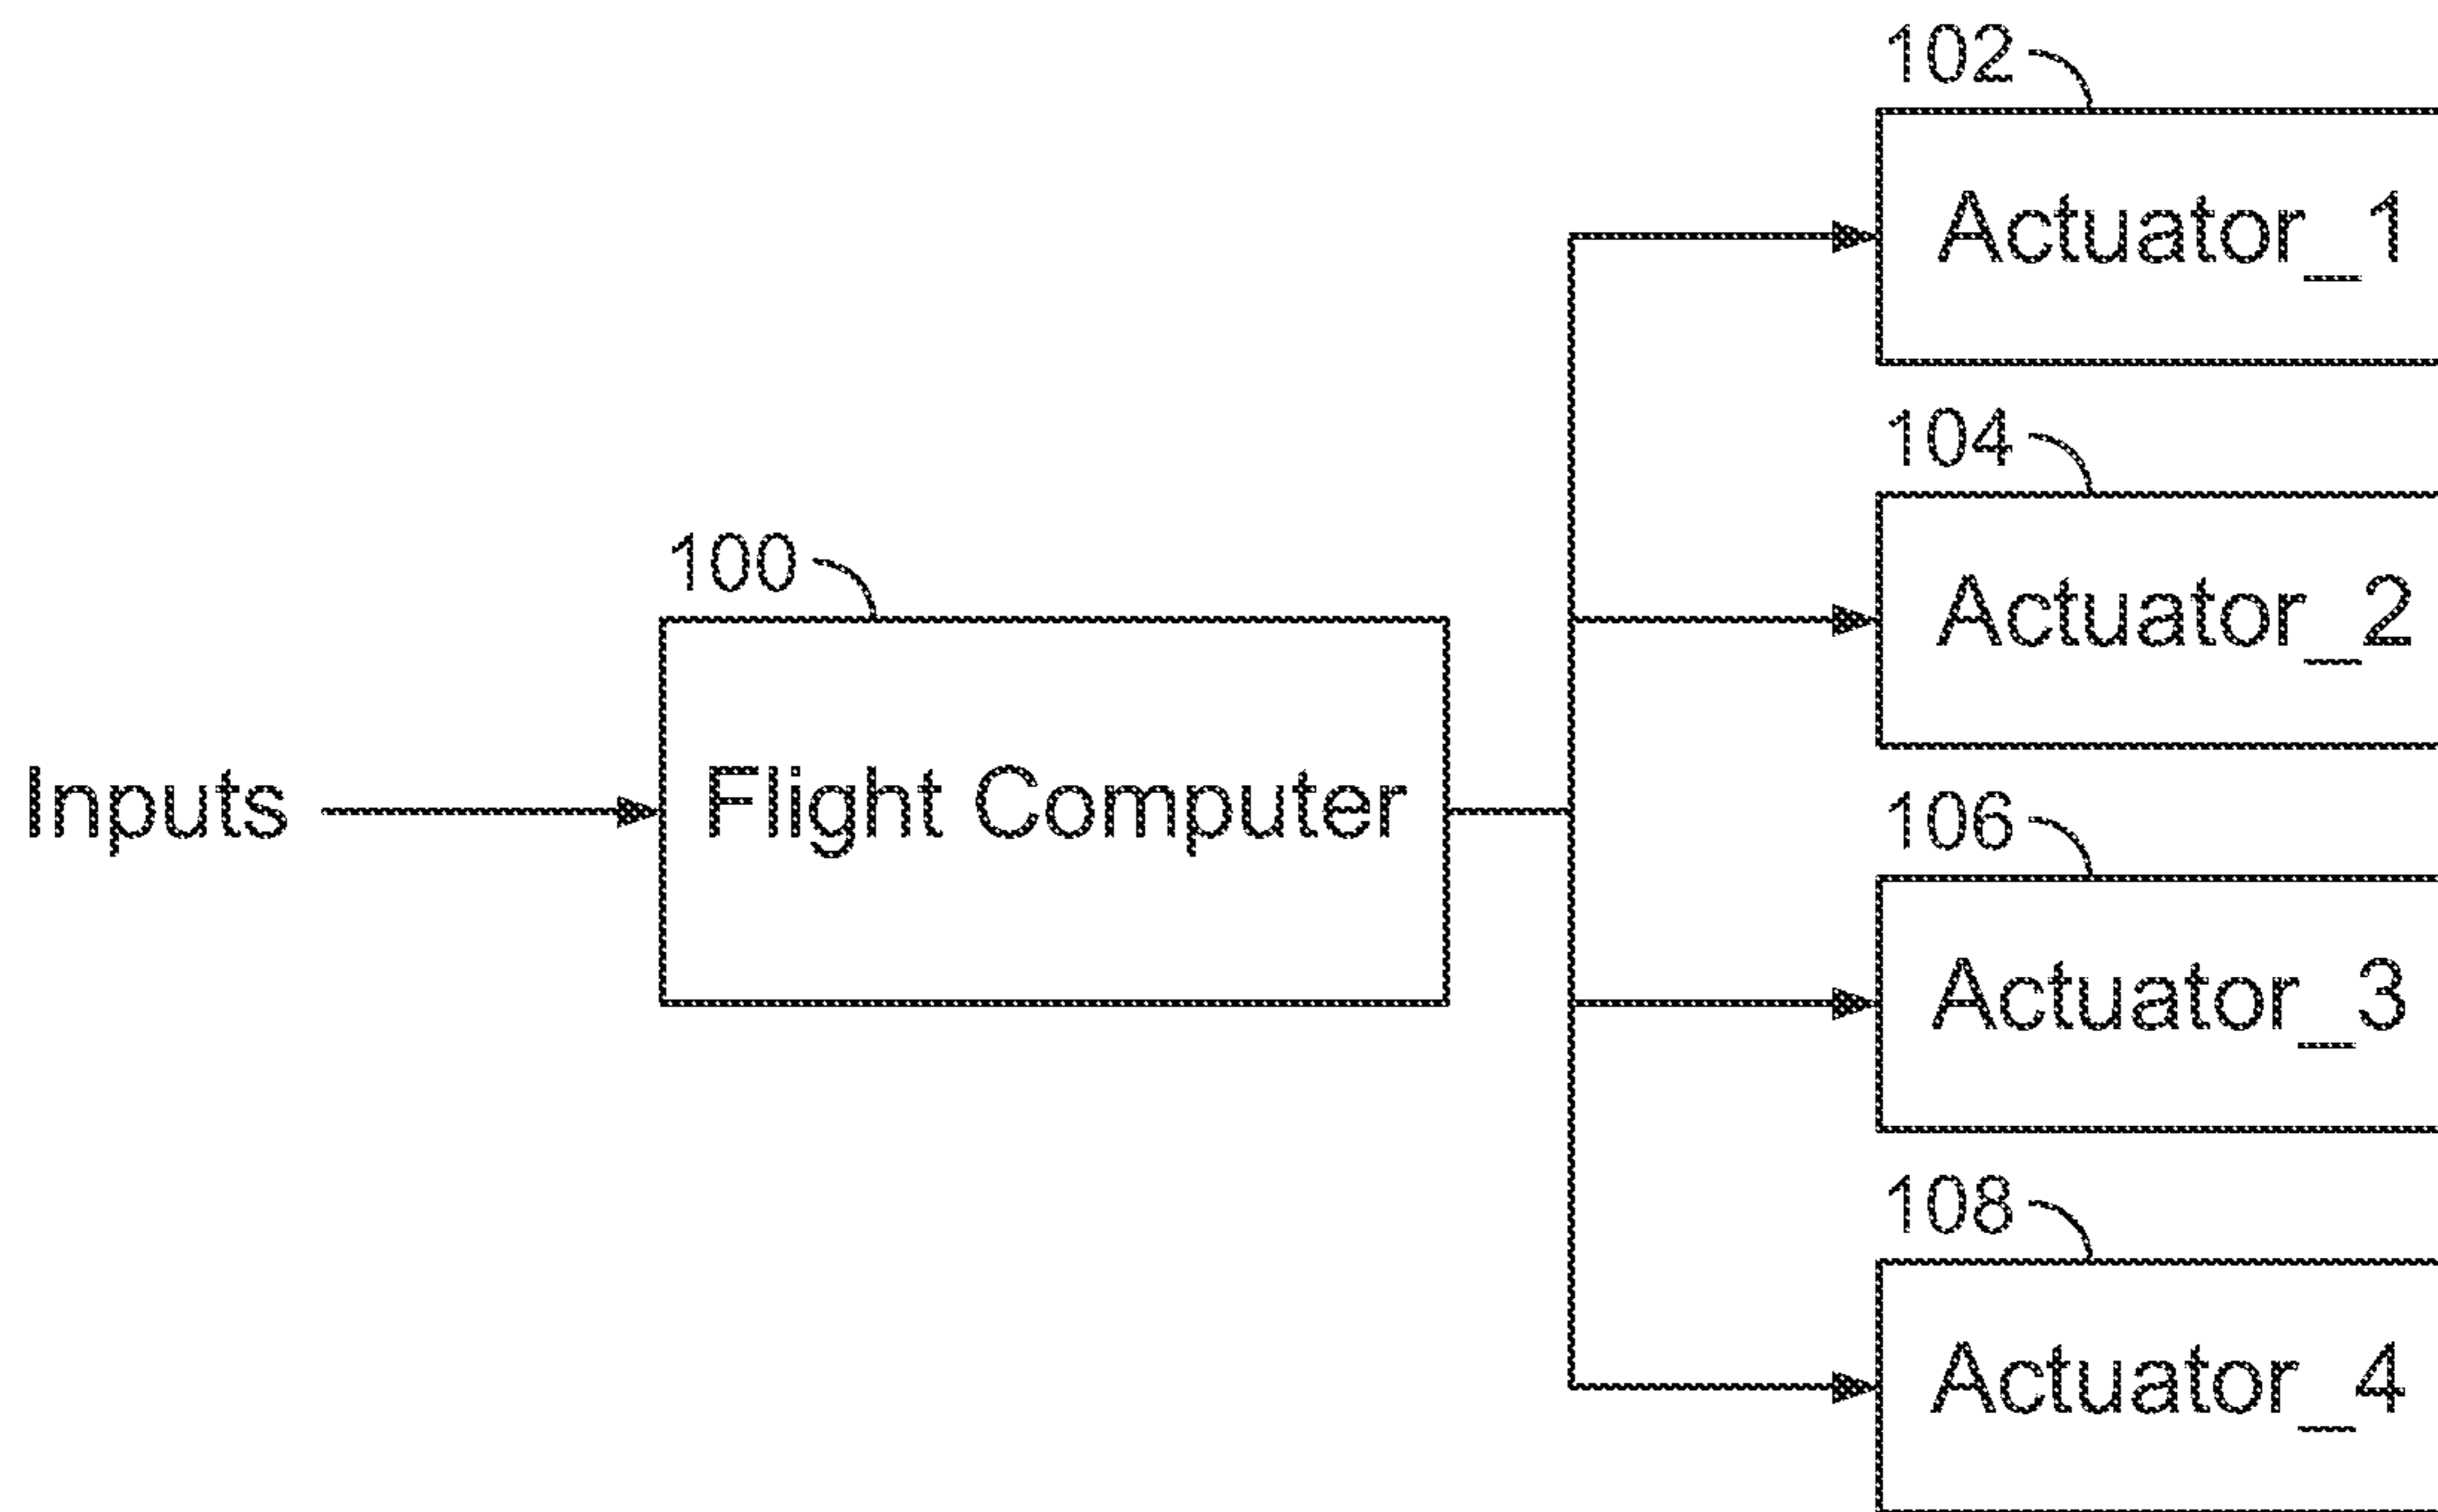 102
Actuator_1
104
Actuator_2
100
Inputs
Flight Computer
106
Actuator_3
108
Actuator_4